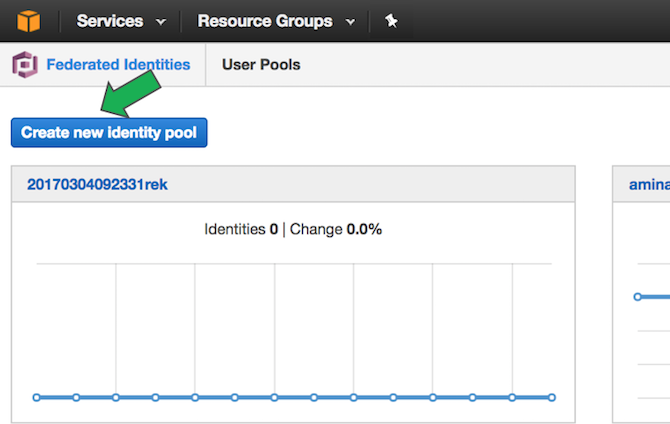 Services Resource Groups
Federated Identities User Pools
Create new identity pool
20170304092331rek amina
Identities 0 | Change 0.0%